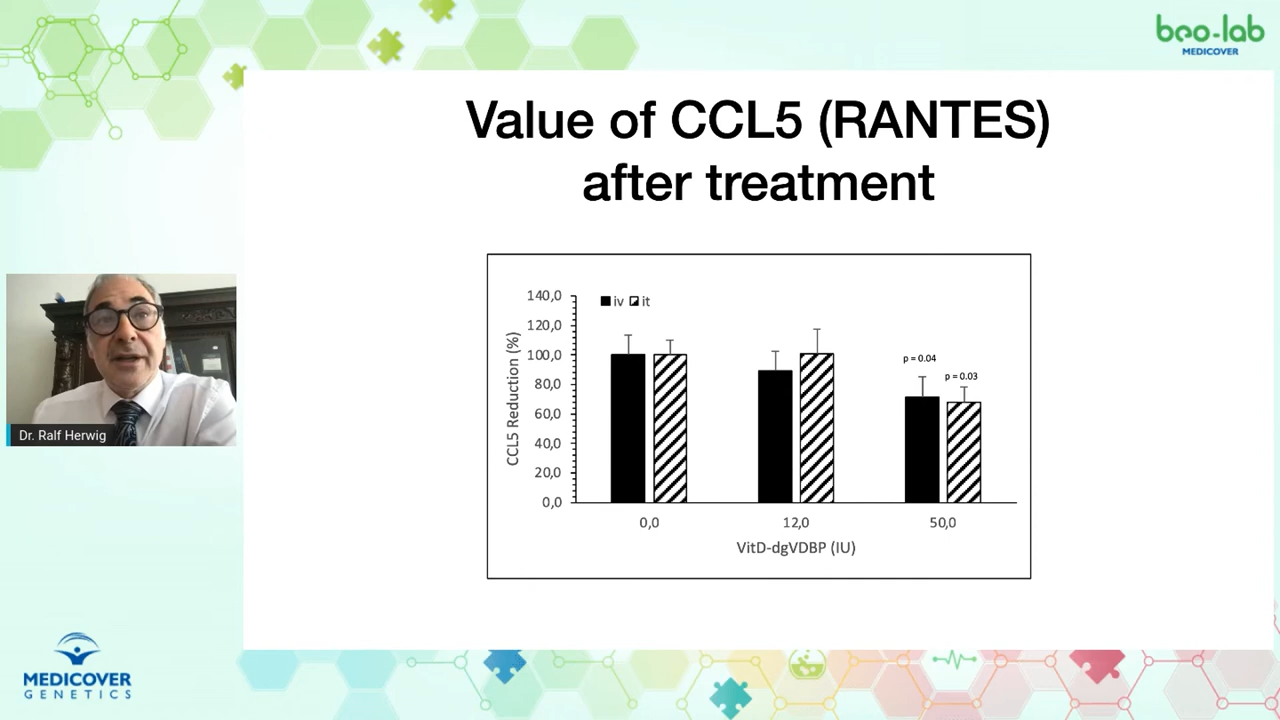 beo-lab
MEDICOVER
Value of CCL5 (RANTES)
after treatment
140,0
120,0
100,0
80,0
60,0
40,0
20,0
0,0
CCL5 Reduction (%)
iv it
p = 0.04
p = 0.03
0,0 12,0 50,0
VitD-dgVDBP (IU)
Dr. Ralf Herwig
MEDICOVER
GENETICS